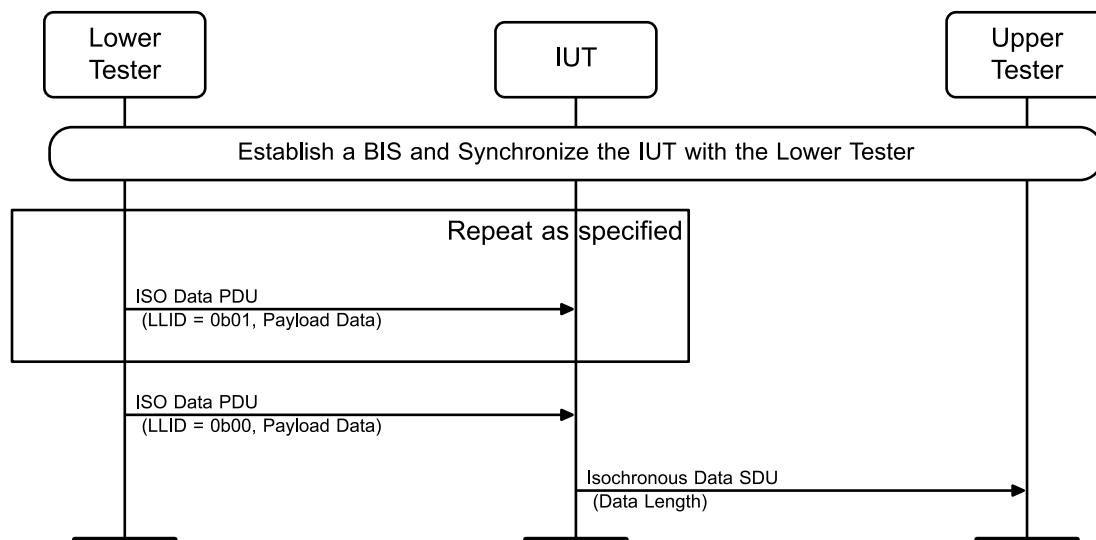 Lower
Tester
IUT
Upper
Tester
Establish a BIS and Synchronize the IUT with the Lower Tester
Repeat as specified
ISO Data PDU
(LLID = 0b01, Payload Data)
ISO Data PDU
(LLID = 0b00, Payload Data)
Isochronous Data SDU
(Data Length)